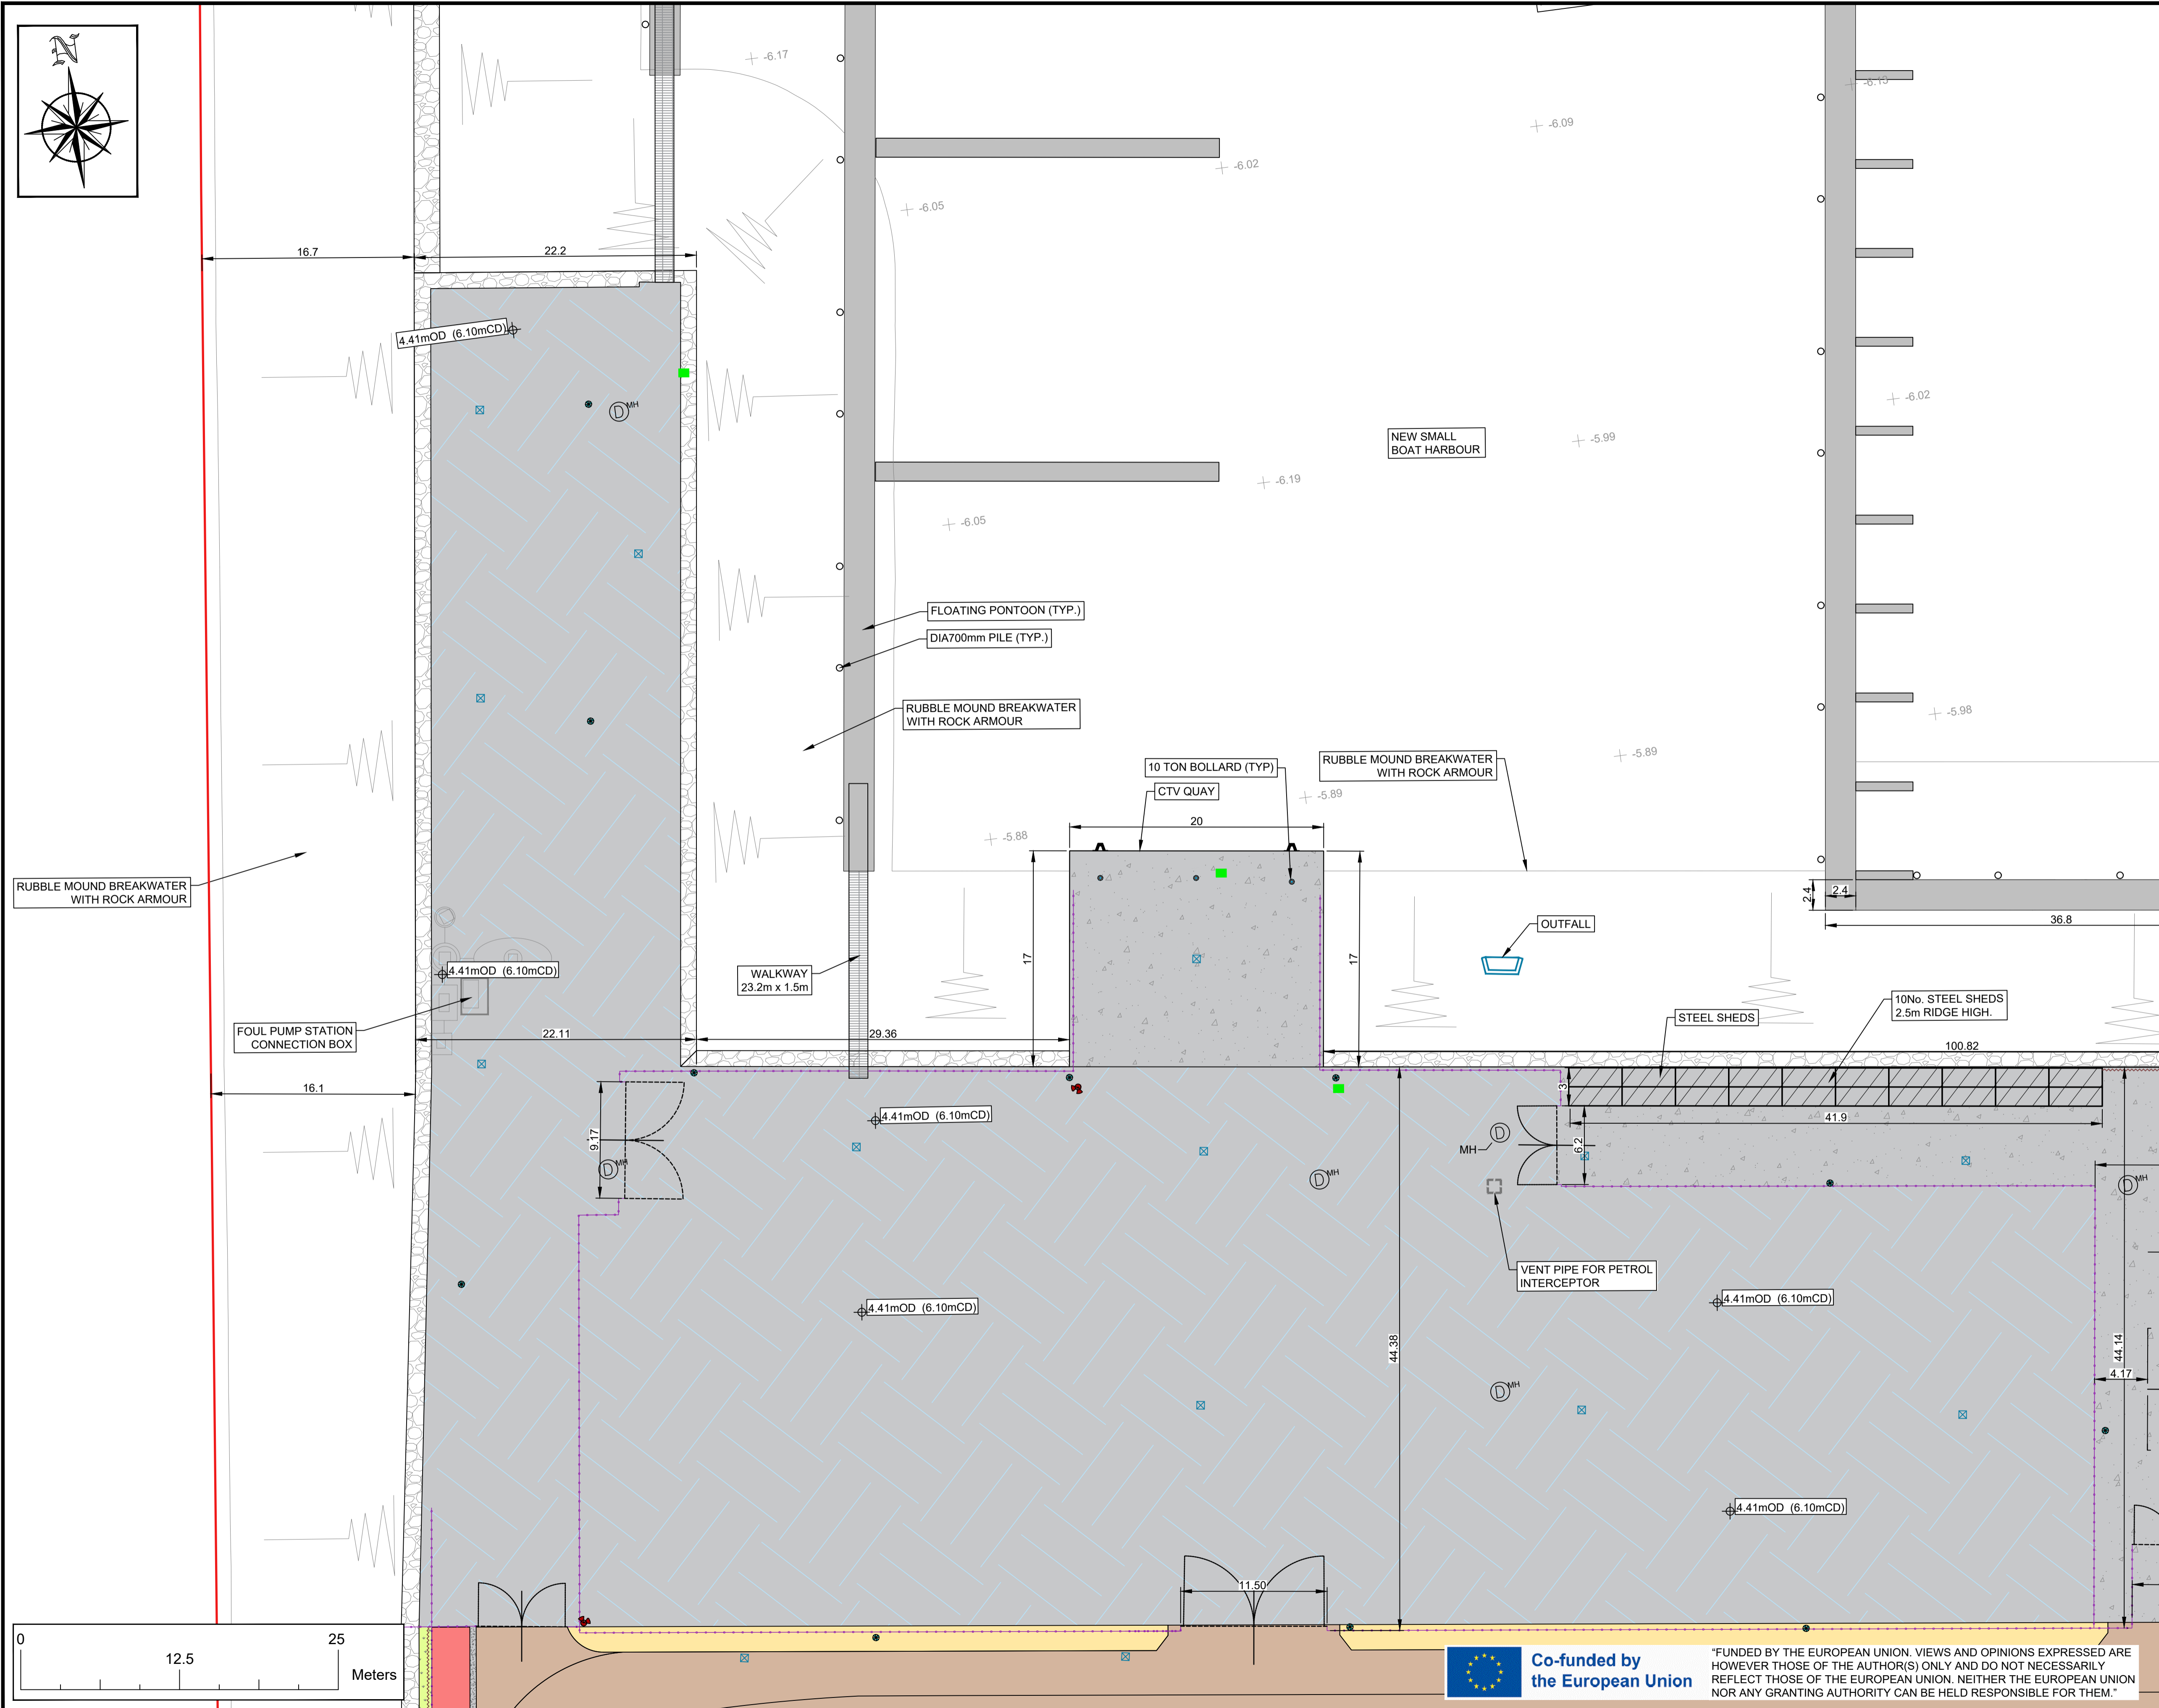 N
-6.17
-6.13
-6.09
-6.02
-6.05
16.7
22.2
4.41mOD (6.10mCD)
D MH
-6.02
NEW SMALL
BOAT HARBOUR
-5.99
-6.19
-6.05
FLOATING PONTOON (TYP.)
DIA700mm PILE (TYP.)
RUBBLE MOUND BREAKWATER
WITH ROCK ARMOUR
-5.98
10 TON BOLLARD (TYP)
CTV QUAY
RUBBLE MOUND BREAKWATER
WITH ROCK ARMOUR
-5.89
-5.89
-5.88
20
RUBBLE MOUND BREAKWATER
WITH ROCK ARMOUR
2.4
2.4
36.8
OUTFALL
17
17
WALKWAY
23.2m x 1.5m
4.41mOD (6.10mCD)
FOUL PUMP STATION
CONNECTION BOX
22.11
29.36
STEEL SHEDS
10No. STEEL SHEDS
2.5m RIDGE HIGH.
100.82
16.1
3
41.9
4.41mOD (6.10mCD)
9.17
D MH
MH
D
6.2
D MH
D MH
VENT PIPE FOR PETROL
INTERCEPTOR
4.41mOD (6.10mCD)
4.41mOD (6.10mCD)
44.38
44.14
4.17
D MH
4.41mOD (6.10mCD)
11.50
0
25
12.5
Meters
Co-funded by
the European Union
"FUNDED BY THE EUROPEAN UNION. VIEWS AND OPINIONS EXPRESSED ARE
HOWEVER THOSE OF THE AUTHOR(S) ONLY AND DO NOT NECESSARILY
REFLECT THOSE OF THE EUROPEAN UNION. NEITHER THE EUROPEAN UNION
NOR ANY GRANTING AUTHORITY CAN BE HELD RESPONSIBLE FOR THEM."